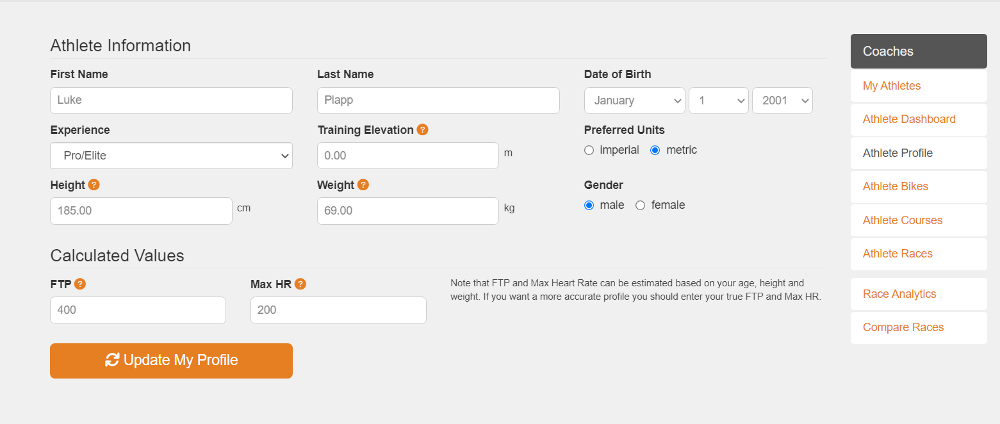 Athlete Information
First Name
Last Name
Date of Birth
Luke
Plapp
January
1
2001
Experience
Training Elevation ?
Preferred Units
Pro/Elite
0.00
m
imperial
metric
Height ?
Weight ?
Gender
185.00
cm
69.00
kg
male
female
Calculated Values
FTP ?
Max HR ?
Note that FTP and Max Heart Rate can be estimated based on your age, height and
weight. If you want a more accurate profile you should enter your true FTP and Max HR.
400
200
Update My Profile
Coaches
My Athletes
Athlete Dashboard
Athlete Profile
Athlete Bikes
Athlete Courses
Athlete Races
Race Analytics
Compare Races